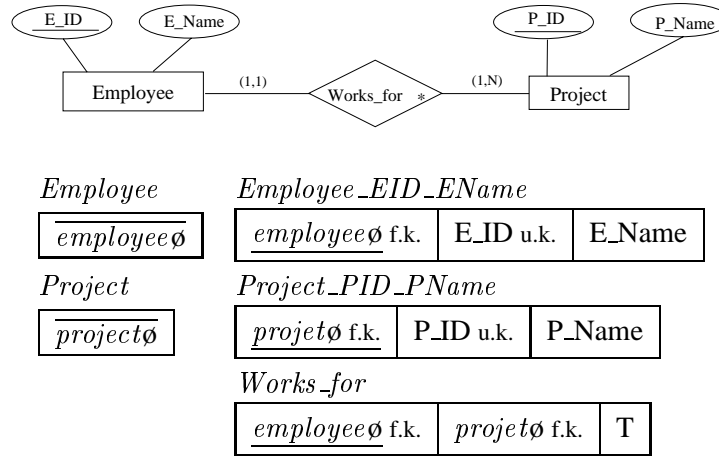 E_ID E_Name P_ID P_Name
Employee (1,1) Works_for * (1,N) Project
Employee Employee_EID_EName
employeeø employeeø f.k. E_ID u.k. E_Name
Project Project_PID_PName
projectø projetø f.k. P_ID u.k. P_Name
Works_for
employeeø f.k. projetø f.k. T